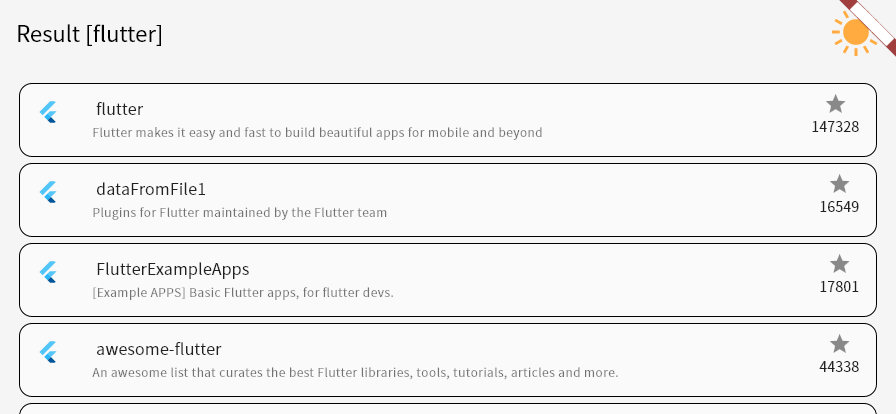 Result [flutter]
flutter
Flutter makes it easy and fast to build beautiful apps for mobile and beyond
147328
dataFromFile1
Plugins for Flutter maintained by the Flutter team
16549
FlutterExampleApps
[Example APPS] Basic Flutter apps, for flutter devs.
17801
awesome-flutter
An awesome list that curates the best Flutter libraries, tools, tutorials, articles and more.
44338